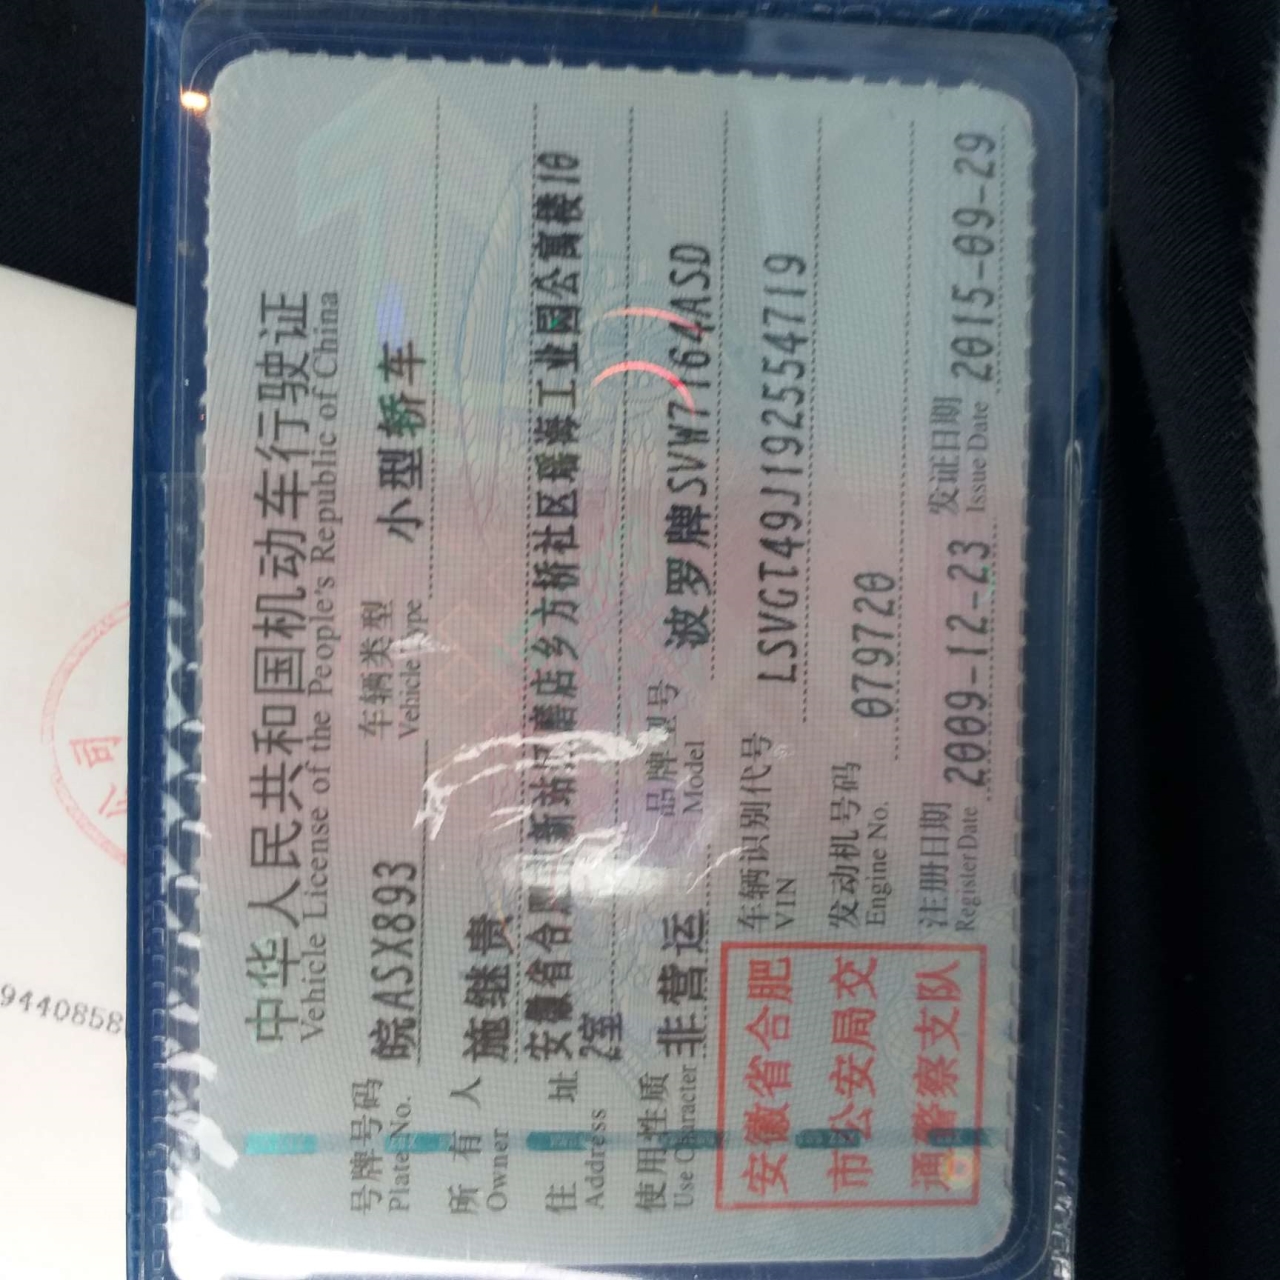 中华人民共和国机动车行驶证
Vehicle License of the People's Republic of China
号牌号码 皖ASX893 车辆类型 小型轿车
Plate No. Vehicle Type
所有人 施继贵
Owner
住址 安徽省合肥 新站 磨店乡方桥社区瑶海工业园公寓楼10
Address 2室
使用性质 非营运 品牌型号 波罗牌SVW7164ASD
Use Character Model
车辆识别代号 LSVGT49J192554719
VIN
发动机号码 079720
Engine No.
注册日期 2009-12-23 发证日期 2015-09-29
Register Date Issue Date
安徽省合肥
市公安局交
通警察支队
公司
9440858